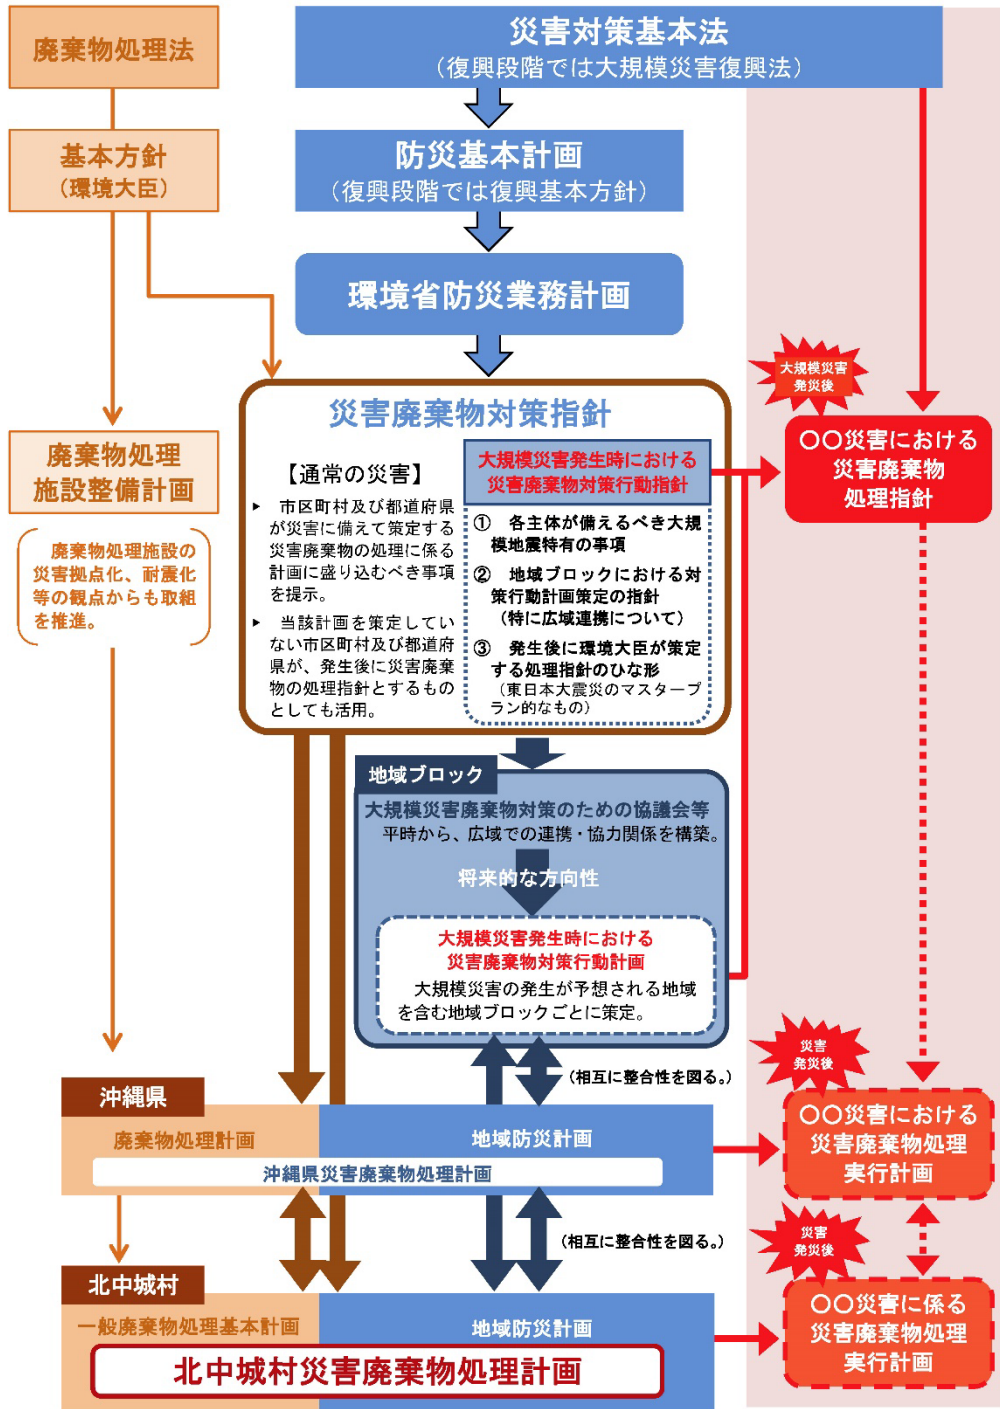 廃棄物処理法
災害対策基本法
（復興段階では大規模災害復興法）
基本方針
（環境大臣）
防災基本計画
（復興段階では復興基本方針）
環境省防災業務計画
大規模災害
発災後
災害廃棄物対策指針
【通常の災害】
▶ 市区町村及び都道府県
が災害に備えて策定する
災害廃棄物の処理に係る
計画に盛り込むべき事項
を提示。
▶ 当該計画を策定してい
ない市区町村及び都道府
県が、発生後に災害廃棄
物の処理指針とするもの
としても活用。
大規模災害発生時における
災害廃棄物対策行動指針
① 各主体が備えるべき大規
模地震特有の事項
② 地域ブロックにおける対
策行動計画策定の指針
（特に広域連携について）
③ 発生後に環境大臣が策定
する処理指針のひな形
（東日本大震災のマスタープ
ラン的なもの）
〇〇災害における
災害廃棄物
処理指針
廃棄物処理
施設整備計画
廃棄物処理施設の
災害拠点化、耐震化
等の観点からも取組
を推進。
地域ブロック
大規模災害廃棄物対策のための協議会等
平時から、広域での連携・協力関係を構築。
将来的な方向性
大規模災害発生時における
災害廃棄物対策行動計画
大規模災害の発生が予想される地域
を含む地域ブロックごとに策定。
（相互に整合性を図る。）
災害
発災後
沖縄県
廃棄物処理計画
地域防災計画
沖縄県災害廃棄物処理計画
〇〇災害における
災害廃棄物処理
実行計画
（相互に整合性を図る。）
災害
発災後
北中城村
一般廃棄物処理基本計画
地域防災計画
北中城村災害廃棄物処理計画
〇〇災害に係る
災害廃棄物処理
実行計画